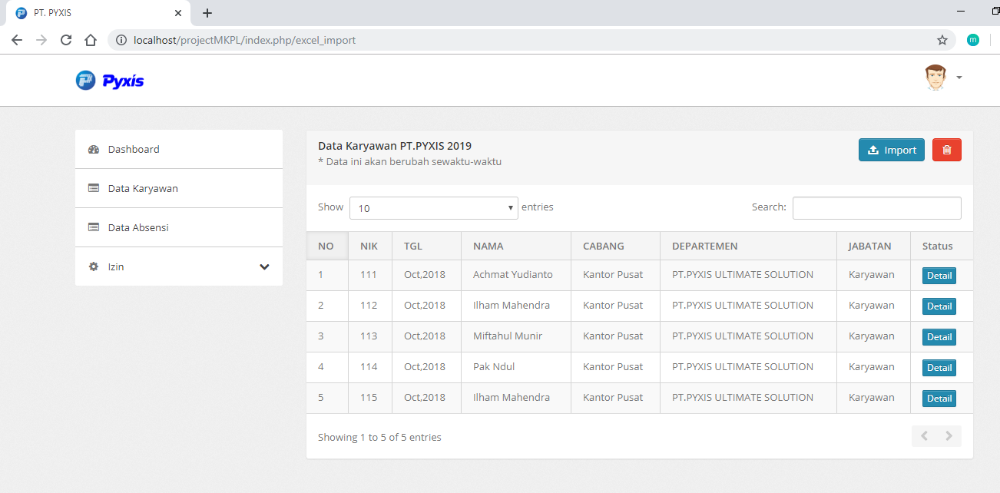 PT. PYXIS
localhost/projectMKPL/index.php/excel_import
m
Pyxis
Dashboard
Data Karyawan
Data Absensi
Izin
Data Karyawan PT.PYXIS 2019
* Data ini akan berubah sewaktu-waktu
Import
Show 10 entries
Search:
NO NIK TGL NAMA CABANG DEPARTEMEN JABATAN Status
1 111 Oct,2018 Achmat Yudianto Kantor Pusat PT.PYXIS ULTIMATE SOLUTION Karyawan Detail
2 112 Oct,2018 Ilham Mahendra Kantor Pusat PT.PYXIS ULTIMATE SOLUTION Karyawan Detail
3 113 Oct,2018 Miftahul Munir Kantor Pusat PT.PYXIS ULTIMATE SOLUTION Karyawan Detail
4 114 Oct,2018 Pak Ndul Kantor Pusat PT.PYXIS ULTIMATE SOLUTION Karyawan Detail
5 115 Oct,2018 Ilham Mahendra Kantor Pusat PT.PYXIS ULTIMATE SOLUTION Karyawan Detail
Showing 1 to 5 of 5 entries